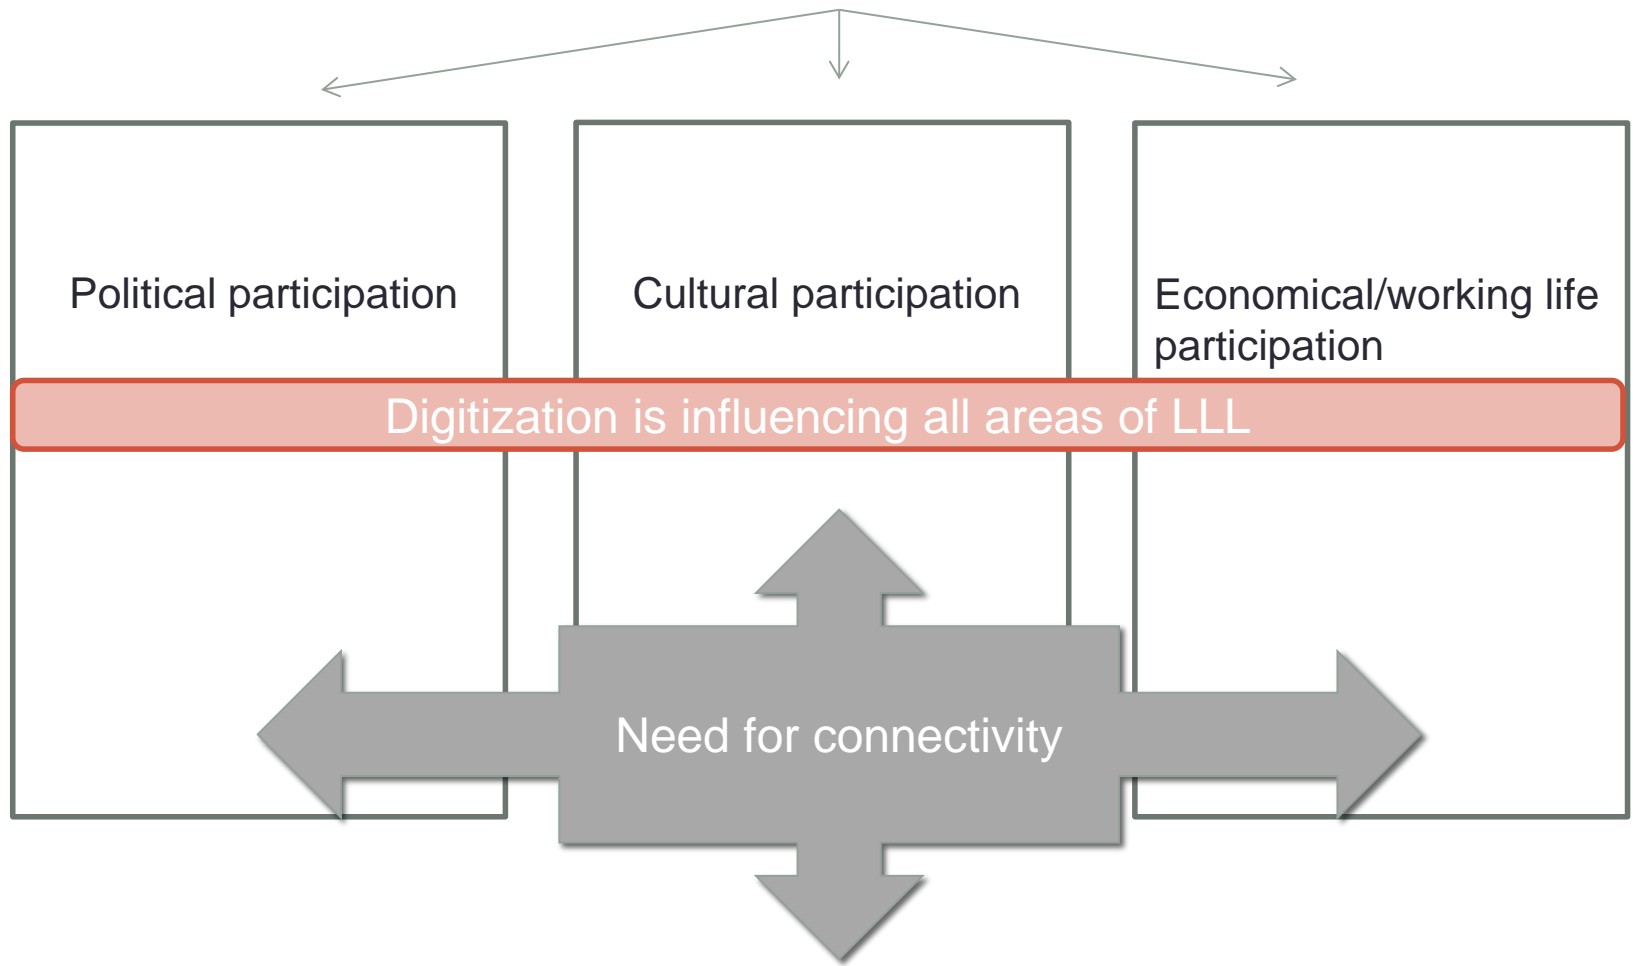 Political participation
Cultural participation
Economical/working life
participation
Digitization is influencing all areas of LLL
Need for connectivity